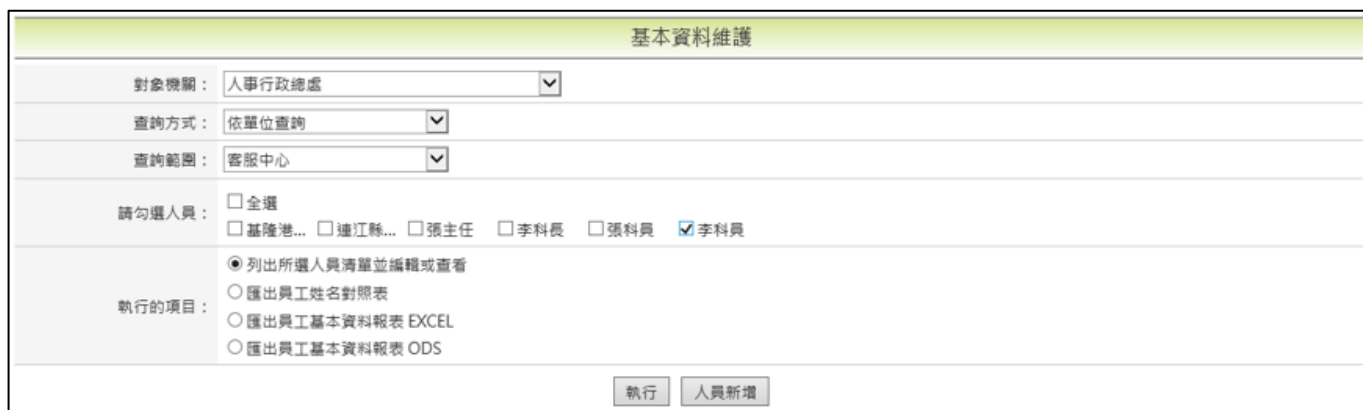 基本資料維護
對象機關：人事行政總處
查詢方式：依單位查詢
查詢範圍：客服中心
請勾選人員：
全選
基隆港... 連江縣... 張主任 李科長 張科員 李科員
執行的項目：
列出所選人員清單並編輯或查看
匯出員工姓名對照表
匯出員工基本資料報表 EXCEL
匯出員工基本資料報表 ODS
執行 人員新增